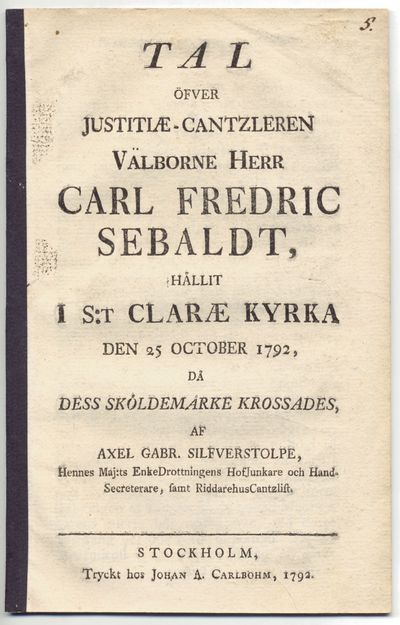 5.
TAL
ÖFVER
JUSTITIÆ-CANTZLEREN
VÄLBORNE HERR
CARL FREDRIC
SEBALDT,
HÅLLIT
I S:T CLARÆ KYRKA
DEN 25 OCTOBER 1792,
DÅ
DESS SKÖLDEMÄRKE KROSSADES,
AF
AXEL GABR. SILFVERSTOLPE,
Hennes Maj:ts EnkeDrottningens HofJunkare och Hand-
Secreterare, ſamt RiddarehusCantzliſt.
STOCKHOLM,
Tryckt hos JOHAN A. CARLBOHM, 1792.